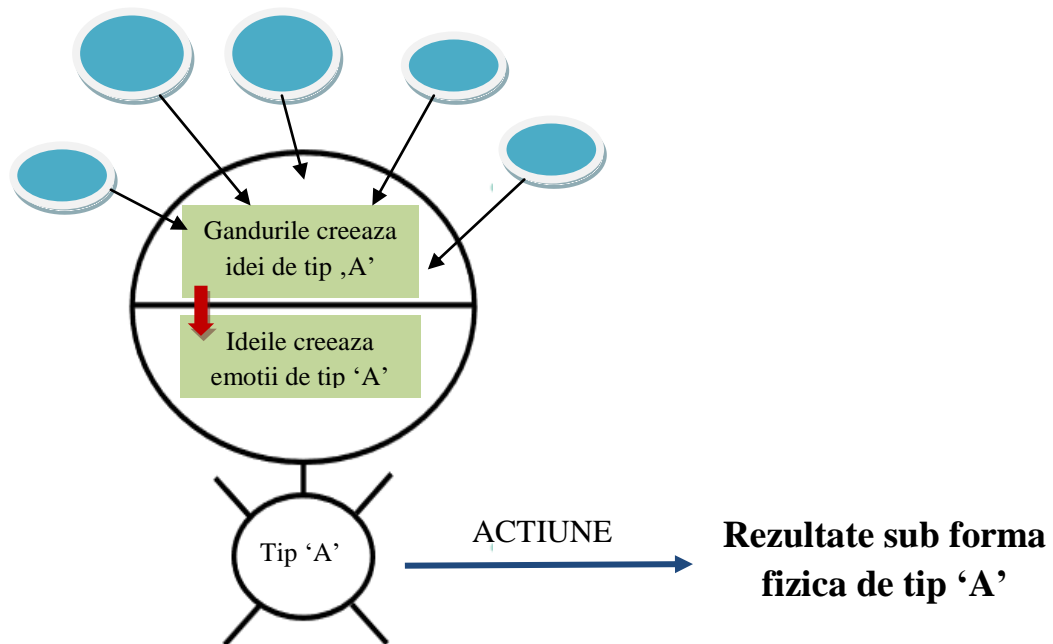 Gandurile creeaza
idei de tip ‚A’
Ideile creeaza
emotii de tip ‘A’
Tip ‘A’
ACTIUNE
Rezultate sub forma
fizica de tip ‘A’